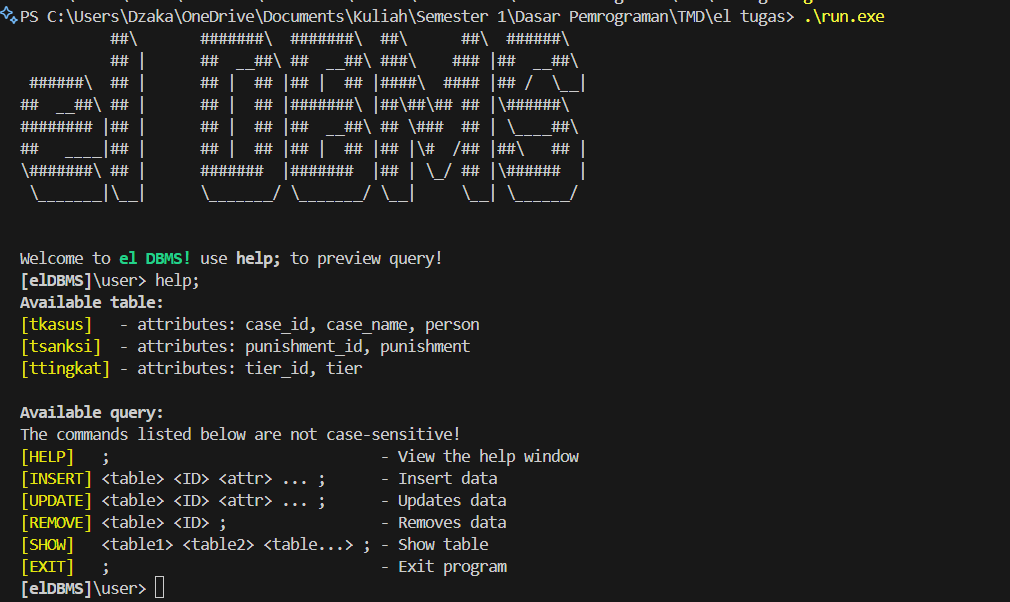 PS C:\Users\Dzaka\OneDrive\Documents\Kuliah\Semester 1\Dasar Pemrograman\TMD\el tugas> .\run.exe
          ##\      #######\  #######\  ##\      ##\  ######\
          ## |     ##  __##\ ##  __##\ ###\    ### |##  __##\
 ######\  ## |     ## |  ## |## |  ## |####\  #### |## /  \__|
##  __##\ ## |     ## |  ## |#######\ |##\##\## ## |\######\
######## |## |     ## |  ## |##  __##\ ## \###  ## | \____##\
##   ____|## |     ## |  ## |## |  ## |## |\#  /## |##\   ## |
\#######\ ## |     #######  |#######  |## | \_/ ## |\######  |
 \_______|\__|     \_______/ \_______/ \__|     \__| \______/
Welcome to el DBMS! use help; to preview query!
[elDBMS]\user> help;
Available table:
[tkasus]   - attributes: case_id, case_name, person
[tsanksi]  - attributes: punishment_id, punishment
[ttingkat] - attributes: tier_id, tier
Available query:
The commands listed below are not case-sensitive!
[HELP]   ;                              - View the help window
[INSERT] <table> <ID> <attr> ... ;      - Insert data
[UPDATE] <table> <ID> <attr> ... ;      - Updates data
[REMOVE] <table> <ID> ;                 - Removes data
[SHOW]   <table1> <table2> <table...> ; - Show table
[EXIT]   ;                              - Exit program
[elDBMS]\user>